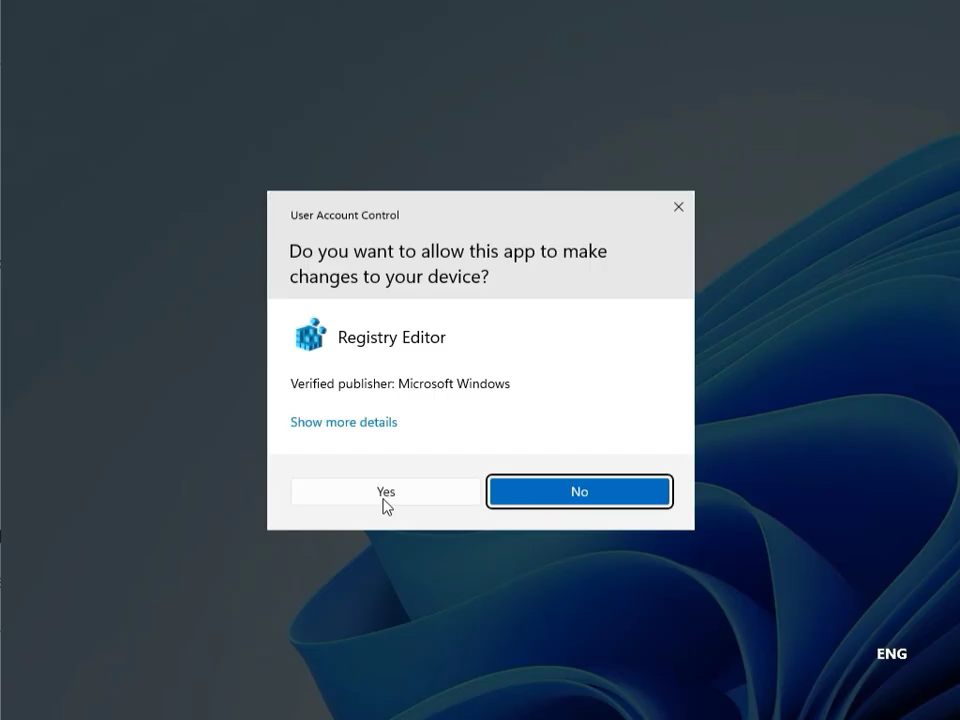 User Account Control
Do you want to allow this app to make
changes to your device?
Registry Editor
Verified publisher: Microsoft Windows
Show more details
Yes
No
ENG